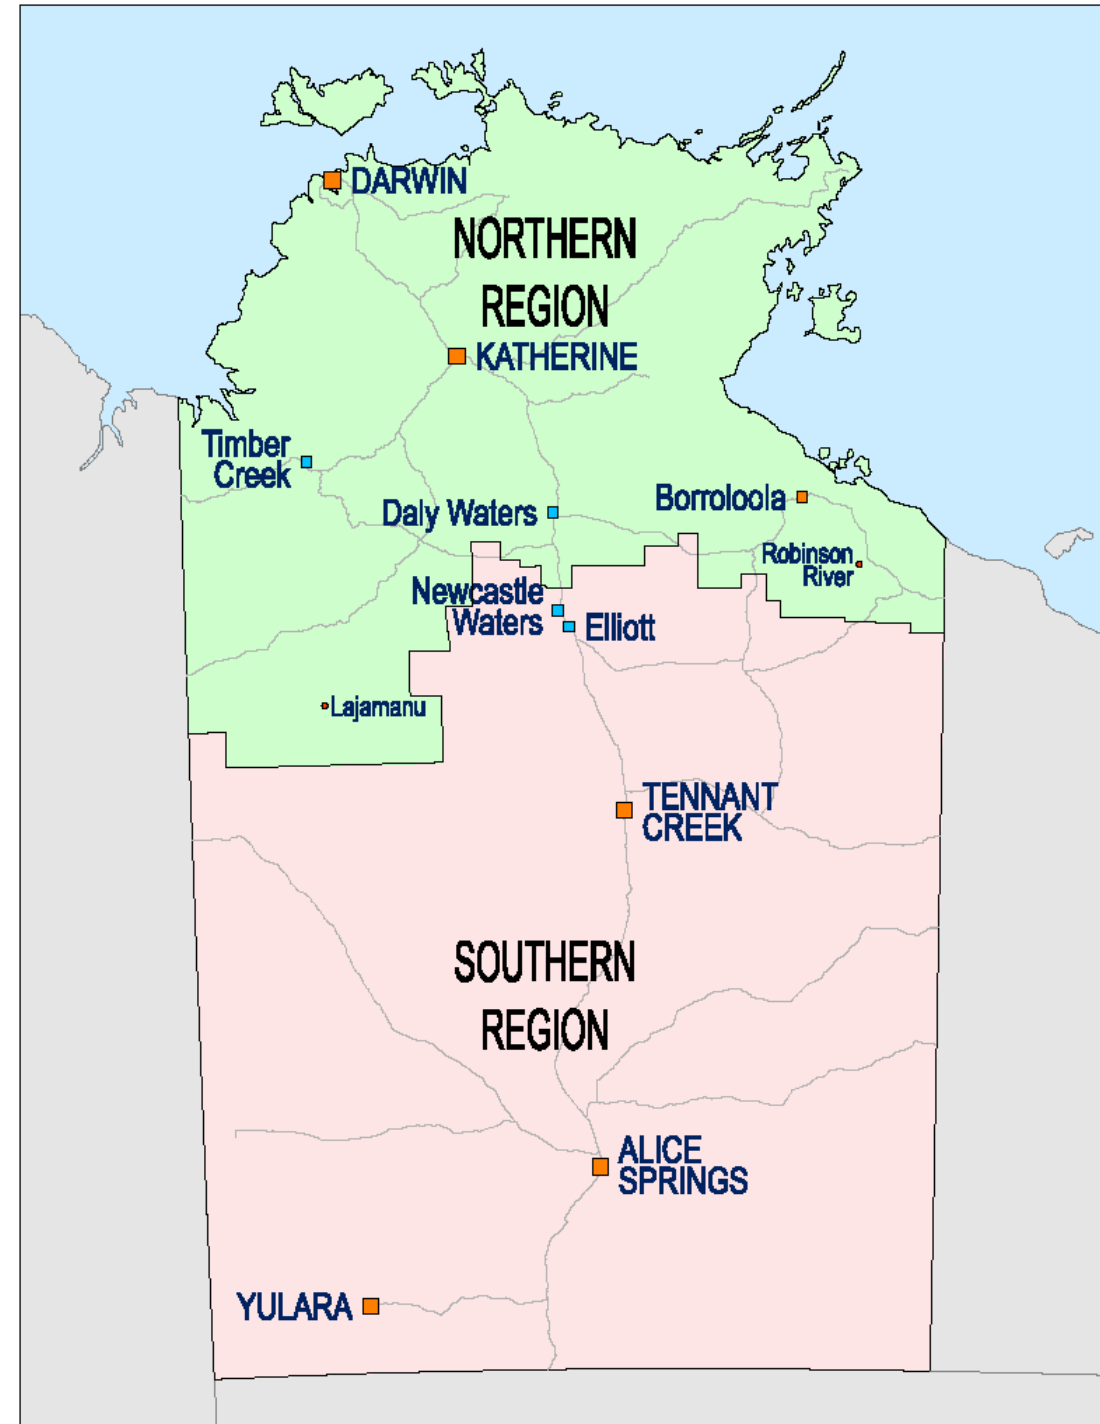 DARWIN
NORTHERN
REGION
KATHERINE
Timber
Creek
Daly Waters
Borroloola
Robinson
River
Newcastle
Waters
Elliott
Lajamanu
TENNANT
CREEK
SOUTHERN
REGION
ALICE
SPRINGS
YULARA